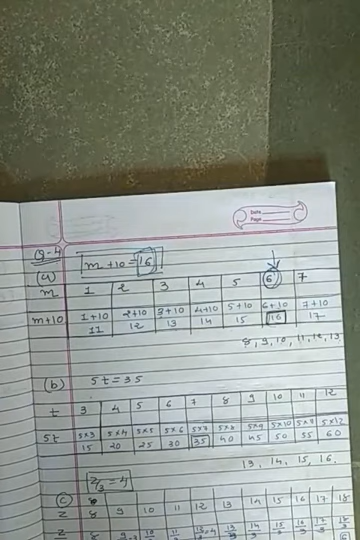 Date
Page
Q-4
m + 10 = 16
(a)
m 1 2 3 4 5 6 7
m+10 1+10 2+10 3+10 4+10 5+10 6+10 7+10
11 12 13 14 15 16 17
8, 9, 10, 11, 12, 13
(b) 5t = 35
t 3 4 5 6 7 8 9 10 11 12
5t 5×3 5×4 5×5 5×6 5×7 5×8 5×9 5×10 5×11 5×12
15 20 25 30 35 40 45 50 55 60
13, 14, 15, 16,
(c) z/3 = 4
z 8 9 10 11 12 13 14 15 16 17 18